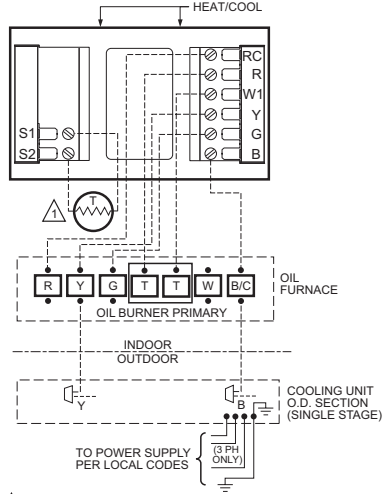 HEAT/COOL
RC
R
W1
Y
G
B
S1
S2
T
1
R Y G T T W B/C
OIL BURNER PRIMARY
OIL
FURNACE
INDOOR
OUTDOOR
Y
B
COOLING UNIT
O.D. SECTION
(SINGLE STAGE)
TO POWER SUPPLY
PER LOCAL CODES
(3 PH
ONLY)